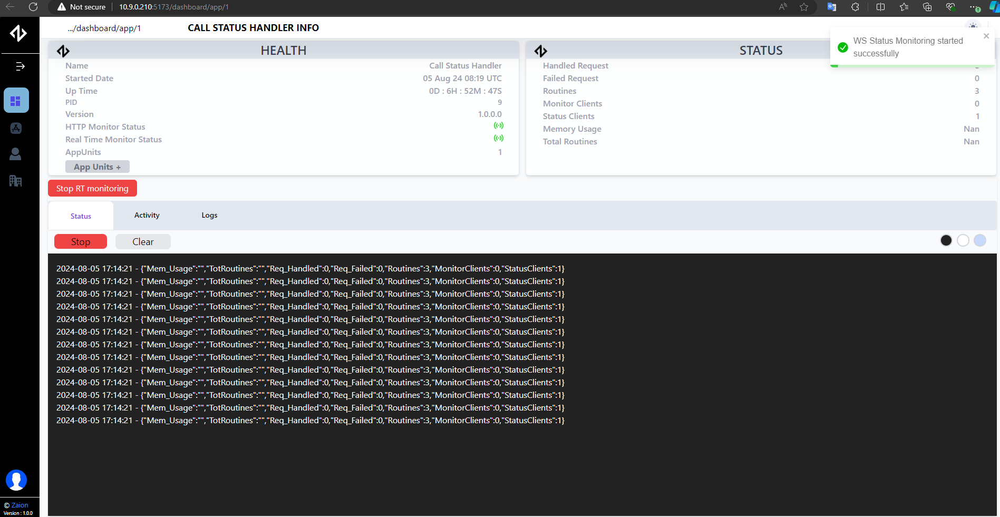 Not secure 10.9.0.210:5173/dashboard/app/1
.../dashboard/app/1 CALL STATUS HANDLER INFO
WS Status Monitoring started
successfully
HEALTH
Name Call Status Handler
Started Date 05 Aug 24 08:19 UTC
Up Time 0D : 6H : 52M : 47S
PID 9
Version 1.0.0.0
HTTP Monitor Status
Real Time Monitor Status
AppUnits 1
App Units +
STATUS
Handled Request
Failed Request 0
Routines 3
Monitor Clients 0
Status Clients 1
Memory Usage Nan
Total Routines Nan
Stop RT monitoring
Status Activity Logs
Stop Clear
2024-08-05 17:14:21 - {"Mem_Usage":"","TotRoutines":"","Req_Handled":0,"Req_Failed":0,"Routines":3,"MonitorClients":0,"StatusClients":1}
2024-08-05 17:14:21 - {"Mem_Usage":"","TotRoutines":"","Req_Handled":0,"Req_Failed":0,"Routines":3,"MonitorClients":0,"StatusClients":1}
2024-08-05 17:14:21 - {"Mem_Usage":"","TotRoutines":"","Req_Handled":0,"Req_Failed":0,"Routines":3,"MonitorClients":0,"StatusClients":1}
2024-08-05 17:14:21 - {"Mem_Usage":"","TotRoutines":"","Req_Handled":0,"Req_Failed":0,"Routines":3,"MonitorClients":0,"StatusClients":1}
2024-08-05 17:14:21 - {"Mem_Usage":"","TotRoutines":"","Req_Handled":0,"Req_Failed":0,"Routines":3,"MonitorClients":0,"StatusClients":1}
2024-08-05 17:14:21 - {"Mem_Usage":"","TotRoutines":"","Req_Handled":0,"Req_Failed":0,"Routines":3,"MonitorClients":0,"StatusClients":1}
2024-08-05 17:14:21 - {"Mem_Usage":"","TotRoutines":"","Req_Handled":0,"Req_Failed":0,"Routines":3,"MonitorClients":0,"StatusClients":1}
2024-08-05 17:14:21 - {"Mem_Usage":"","TotRoutines":"","Req_Handled":0,"Req_Failed":0,"Routines":3,"MonitorClients":0,"StatusClients":1}
2024-08-05 17:14:21 - {"Mem_Usage":"","TotRoutines":"","Req_Handled":0,"Req_Failed":0,"Routines":3,"MonitorClients":0,"StatusClients":1}
2024-08-05 17:14:21 - {"Mem_Usage":"","TotRoutines":"","Req_Handled":0,"Req_Failed":0,"Routines":3,"MonitorClients":0,"StatusClients":1}
2024-08-05 17:14:21 - {"Mem_Usage":"","TotRoutines":"","Req_Handled":0,"Req_Failed":0,"Routines":3,"MonitorClients":0,"StatusClients":1}
2024-08-05 17:14:21 - {"Mem_Usage":"","TotRoutines":"","Req_Handled":0,"Req_Failed":0,"Routines":3,"MonitorClients":0,"StatusClients":1}
2024-08-05 17:14:21 - {"Mem_Usage":"","TotRoutines":"","Req_Handled":0,"Req_Failed":0,"Routines":3,"MonitorClients":0,"StatusClients":1}
© Zaion
Version : 1.0.0